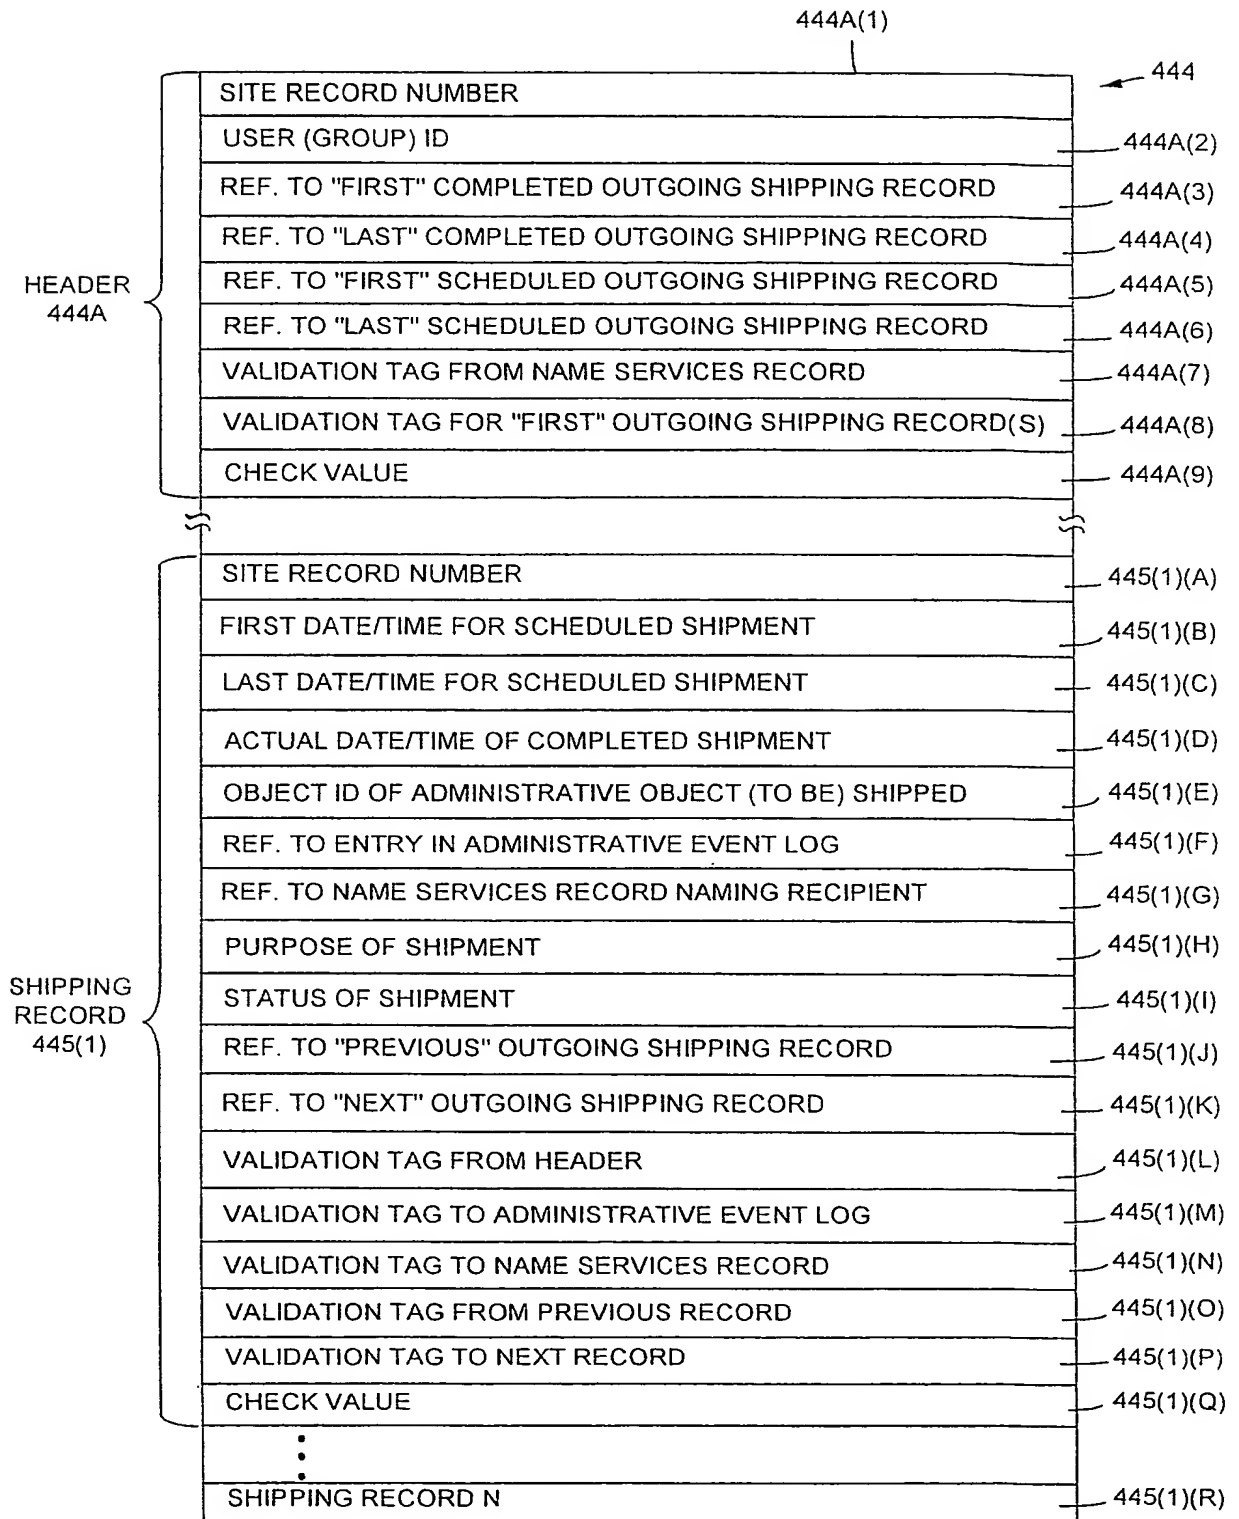 444A(1)
444
SITE RECORD NUMBER
USER (GROUP) ID 444A(2)
REF. TO "FIRST" COMPLETED OUTGOING SHIPPING RECORD 444A(3)
REF. TO "LAST" COMPLETED OUTGOING SHIPPING RECORD 444A(4)
REF. TO "FIRST" SCHEDULED OUTGOING SHIPPING RECORD 444A(5)
HEADER
444A
REF. TO "LAST" SCHEDULED OUTGOING SHIPPING RECORD 444A(6)
VALIDATION TAG FROM NAME SERVICES RECORD 444A(7)
VALIDATION TAG FOR "FIRST" OUTGOING SHIPPING RECORD(S) 444A(8)
CHECK VALUE 444A(9)
SITE RECORD NUMBER 445(1)(A)
FIRST DATE/TIME FOR SCHEDULED SHIPMENT 445(1)(B)
LAST DATE/TIME FOR SCHEDULED SHIPMENT 445(1)(C)
ACTUAL DATE/TIME OF COMPLETED SHIPMENT 445(1)(D)
OBJECT ID OF ADMINISTRATIVE OBJECT (TO BE) SHIPPED 445(1)(E)
REF. TO ENTRY IN ADMINISTRATIVE EVENT LOG 445(1)(F)
REF. TO NAME SERVICES RECORD NAMING RECIPIENT 445(1)(G)
PURPOSE OF SHIPMENT 445(1)(H)
SHIPPING
RECORD
445(1)
STATUS OF SHIPMENT 445(1)(I)
REF. TO "PREVIOUS" OUTGOING SHIPPING RECORD 445(1)(J)
REF. TO "NEXT" OUTGOING SHIPPING RECORD 445(1)(K)
VALIDATION TAG FROM HEADER 445(1)(L)
VALIDATION TAG TO ADMINISTRATIVE EVENT LOG 445(1)(M)
VALIDATION TAG TO NAME SERVICES RECORD 445(1)(N)
VALIDATION TAG FROM PREVIOUS RECORD 445(1)(O)
VALIDATION TAG TO NEXT RECORD 445(1)(P)
CHECK VALUE 445(1)(Q)
SHIPPING RECORD N 445(1)(R)